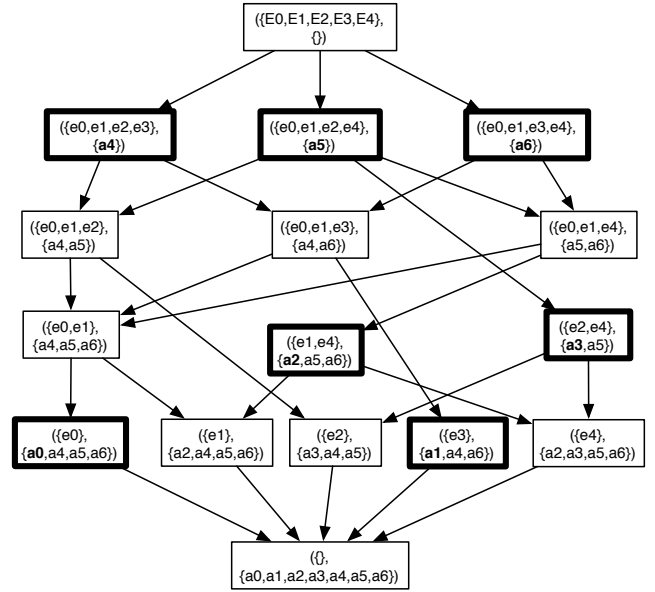 ({E0,E1,E2,E3,E4},
{})
({e0,e1,e2,e3},
{a4})
({e0,e1,e2,e4},
{a5})
({e0,e1,e3,e4},
{a6})
({e0,e1,e2},
{a4,a5})
({e0,e1,e3},
{a4,a6})
({e0,e1,e4},
{a5,a6})
({e0,e1},
{a4,a5,a6})
({e1,e4},
{a2,a5,a6})
({e2,e4},
{a3,a5})
({e0},
{a0,a4,a5,a6})
({e1},
{a2,a4,a5,a6})
({e2},
{a3,a4,a5})
({e3},
{a1,a4,a6})
({e4},
{a2,a3,a5,a6})
({},
{a0,a1,a2,a3,a4,a5,a6})